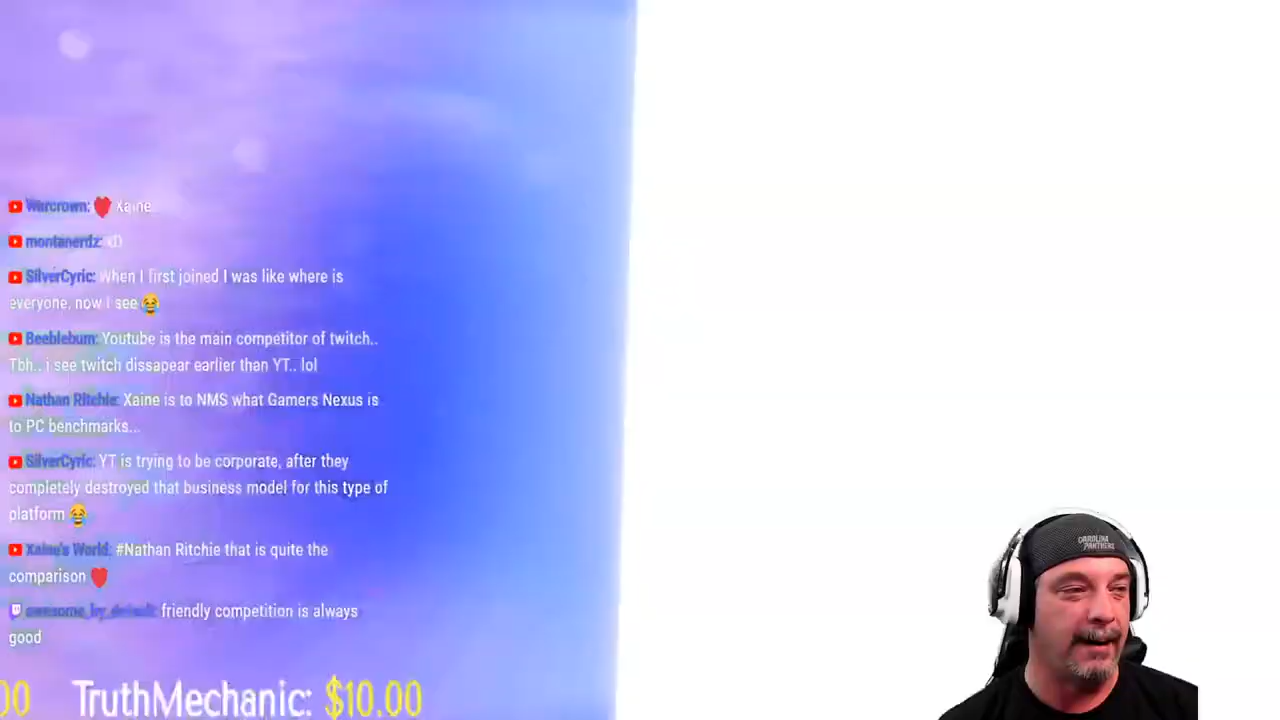 Warcrown: Xaine
montanerdz: xD
SilverCyric: When I first joined I was like where is
everyone, now I see
Beeblebum: Youtube is the main competitor of twitch..
Tbh.. i see twitch dissapear earlier than YT.. lol
Nathan Ritchie: Xaine is to NMS what Gamers Nexus is
to PC benchmarks...
SilverCyric: YT is trying to be corporate, after they
completely destroyed that business model for this type of
platform
Xaine's World: #Nathan Ritchie that is quite the
comparison
awesome_by_default: friendly competition is always
good
00 TruthMechanic: $10.00
CAROLINA
PANTHERS